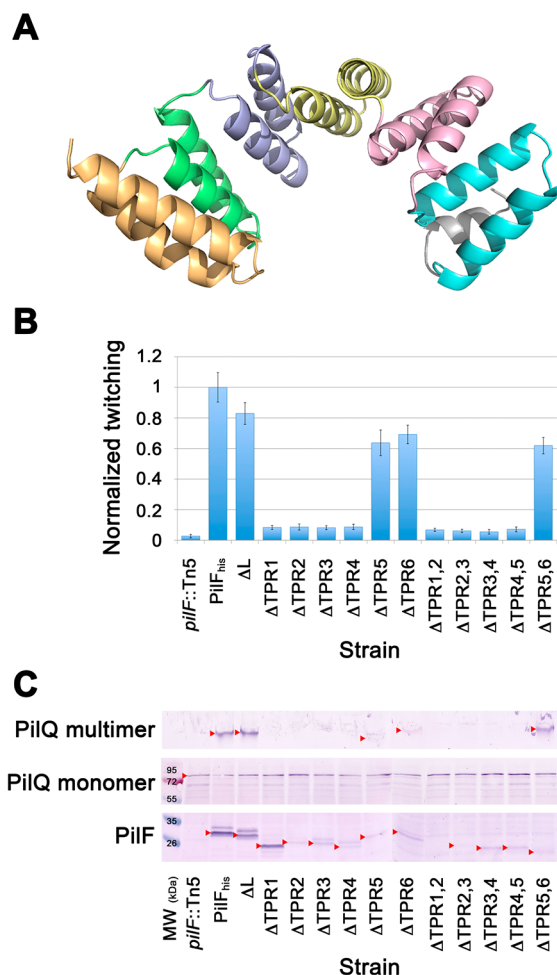 A
B
Normalized twitching
1.2
1
0.8
0.6
0.4
0.2
0
pilF::Tn5
PilFhis
ΔL
ΔTPR1
ΔTPR2
ΔTPR3
ΔTPR4
ΔTPR5
ΔTPR6
ΔTPR1,2
ΔTPR2,3
ΔTPR3,4
ΔTPR4,5
ΔTPR5,6
Strain
C
PilQ multimer
PilQ monomer
95
72
55
PilF
35
26
MW (kDa)
pilF::Tn5
PilFhis
ΔL
ΔTPR1
ΔTPR2
ΔTPR3
ΔTPR4
ΔTPR5
ΔTPR6
ΔTPR1,2
ΔTPR2,3
ΔTPR3,4
ΔTPR4,5
ΔTPR5,6
Strain